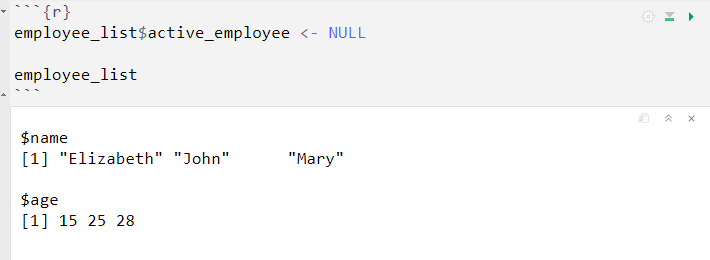 ```{r}
employee_list$active_employee <- NULL
employee_list
```
$name
[1] "Elizabeth" "John"      "Mary"
$age
[1] 15 25 28